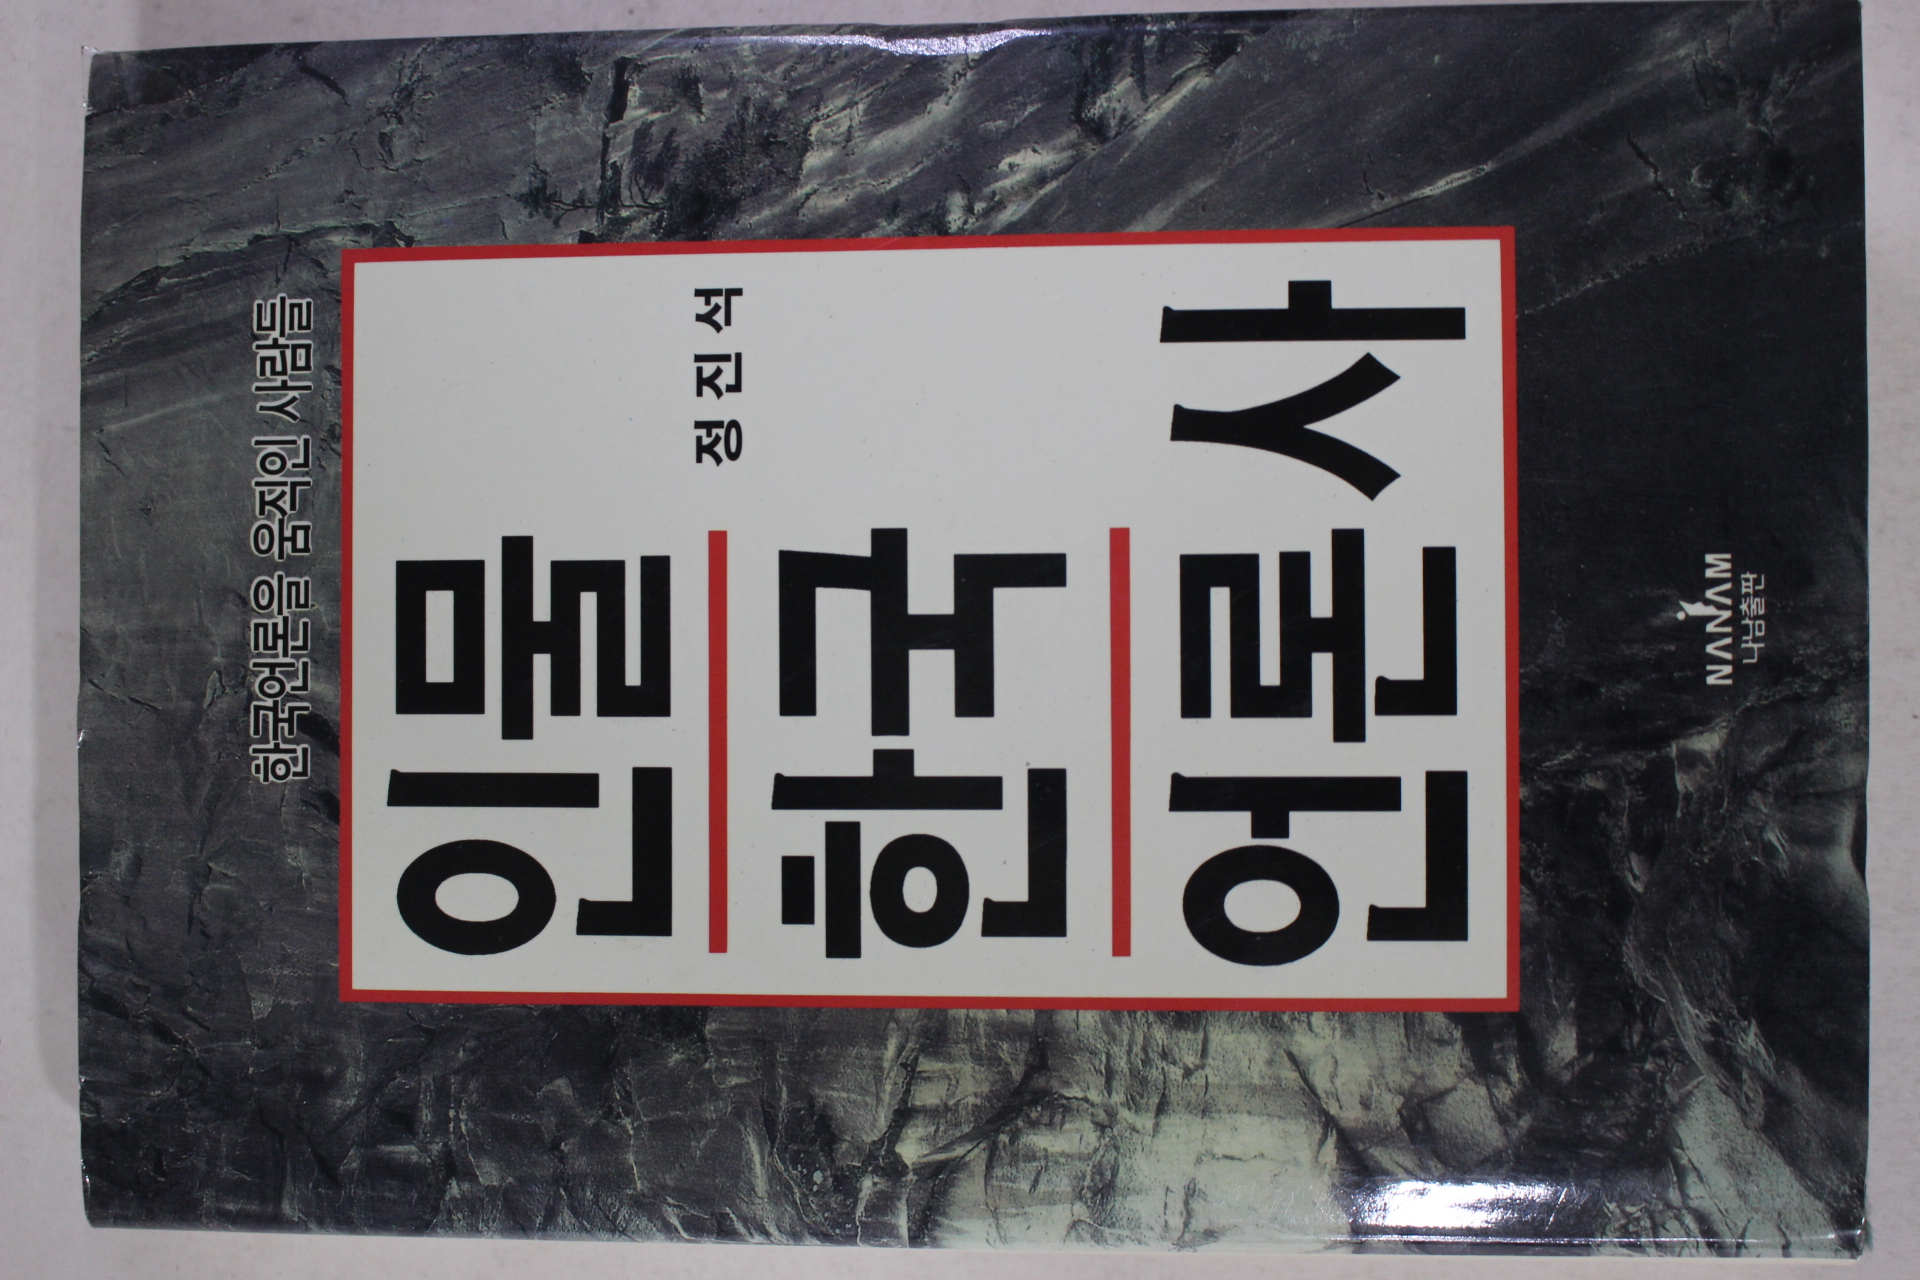 한국언론을 움직인 사람들
인물
정 진 석
한국
언론사
NANAM
나남출판